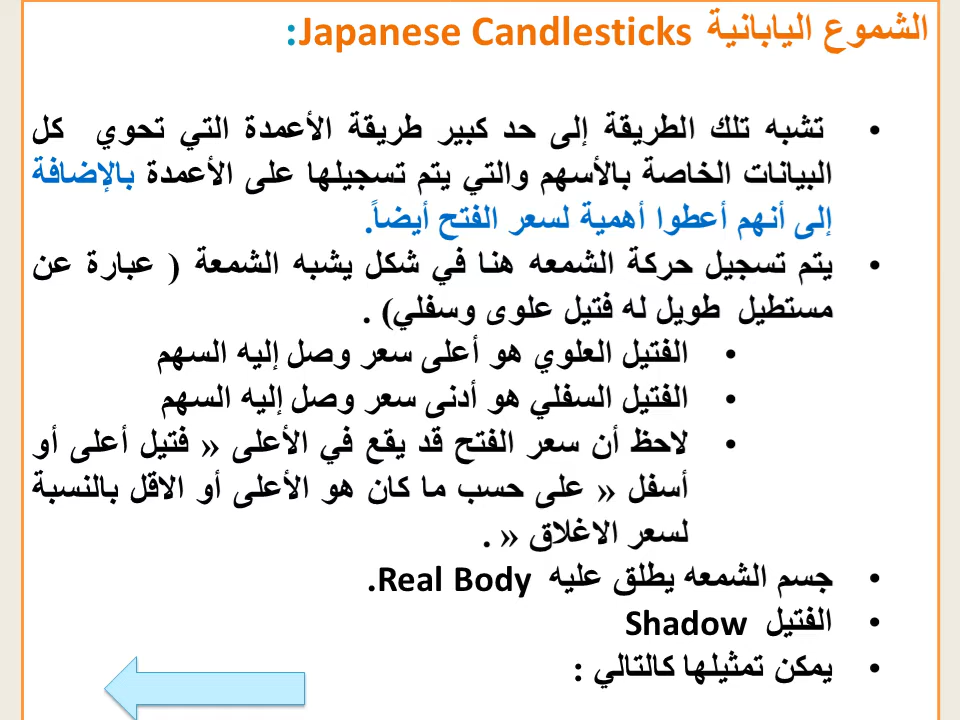 الشموع اليابانية Japanese Candlesticks:
• تشبه تلك الطريقة إلى حد كبير طريقة الأعمدة التي تحوي كل
البيانات الخاصة بالأسهم والتي يتم تسجيلها على الأعمدة بالإضافة
إلى أنهم أعطوا أهمية لسعر الفتح أيضاً.
• يتم تسجيل حركة الشمعه هنا في شكل يشبه الشمعة ( عبارة عن
مستطيل طويل له فتيل علوى وسفلي) .
• الفتيل العلوي هو أعلى سعر وصل إليه السهم
• الفتيل السفلي هو أدنى سعر وصل إليه السهم
• لاحظ أن سعر الفتح قد يقع في الأعلى « فتيل أعلى أو
أسفل « على حسب ما كان هو الأعلى أو الاقل بالنسبة
لسعر الاغلاق « .
• جسم الشمعه يطلق عليه Real Body.
• الفتيل Shadow
• يمكن تمثيلها كالتالي :